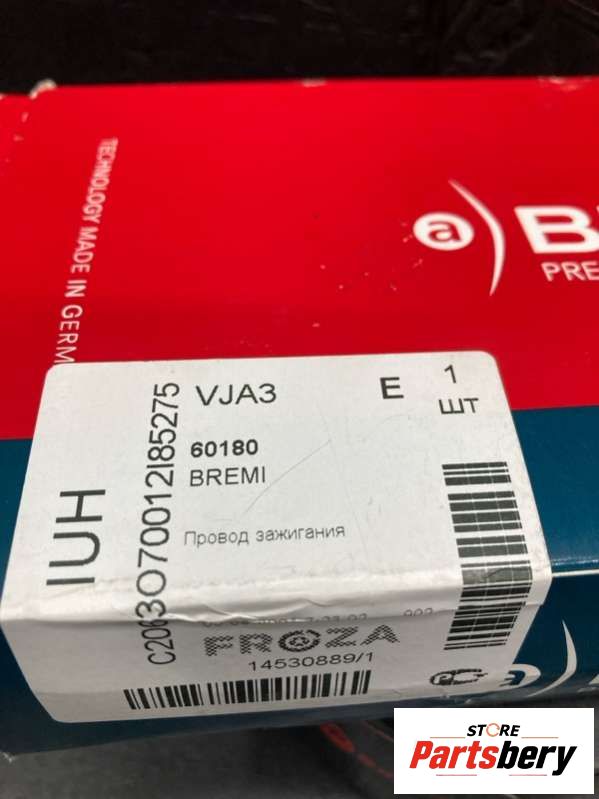 TECHNOLOGY MADE IN GERM
a
B
PRE
VJA3 E 1
ШТ
60180
BREMI
Провод зажигания
IUH
C2063O70012I85275
FROZA
14530889/1
a
STORE
Partsbery